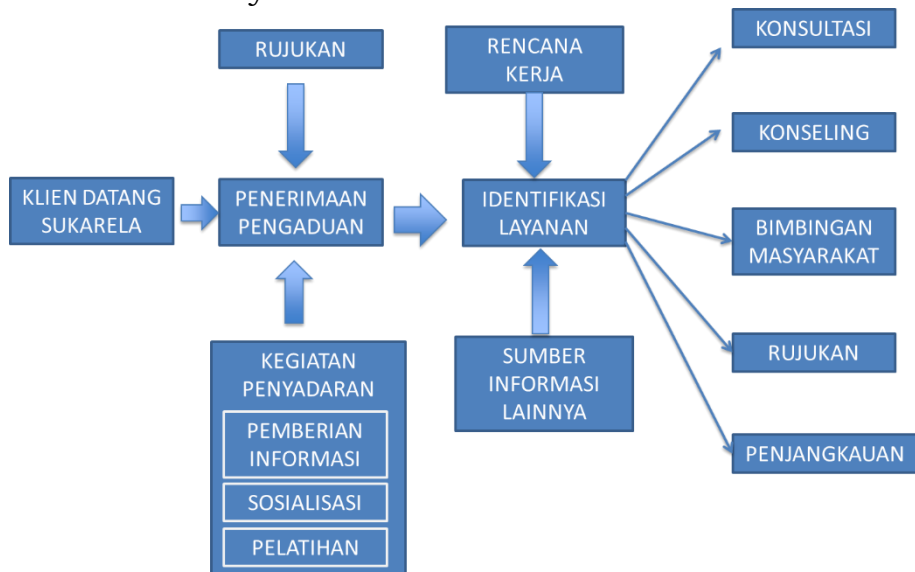 RUJUKAN
RENCANA
KERJA
KONSULTASI
KONSELING
KLIEN DATANG
SUKARELA
PENERIMAAN
PENGADUAN
IDENTIFIKASI
LAYANAN
BIMBINGAN
MASYARAKAT
KEGIATAN
PENYADARAN
PEMBERIAN
INFORMASI
SOSIALISASI
PELATIHAN
SUMBER
INFORMASI
LAINNYA
RUJUKAN
PENJANGKAUAN